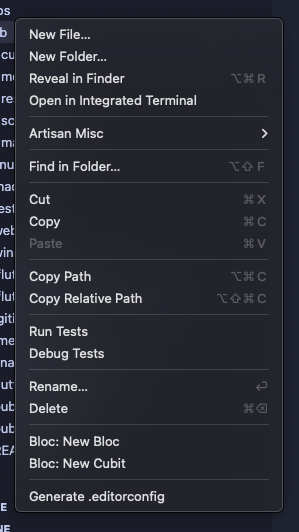 New File...
New Folder...
Reveal in Finder ⌥⌘R
Open in Integrated Terminal
Artisan Misc >
Find in Folder... ⌥⇧F
Cut ⌘X
Copy ⌘C
Paste ⌘V
Copy Path ⌥⌘C
Copy Relative Path ⌥⇧⌘C
Run Tests
Debug Tests
Rename... ⏎
Delete ⌘⌫
Bloc: New Bloc
Bloc: New Cubit
Generate .editorconfig